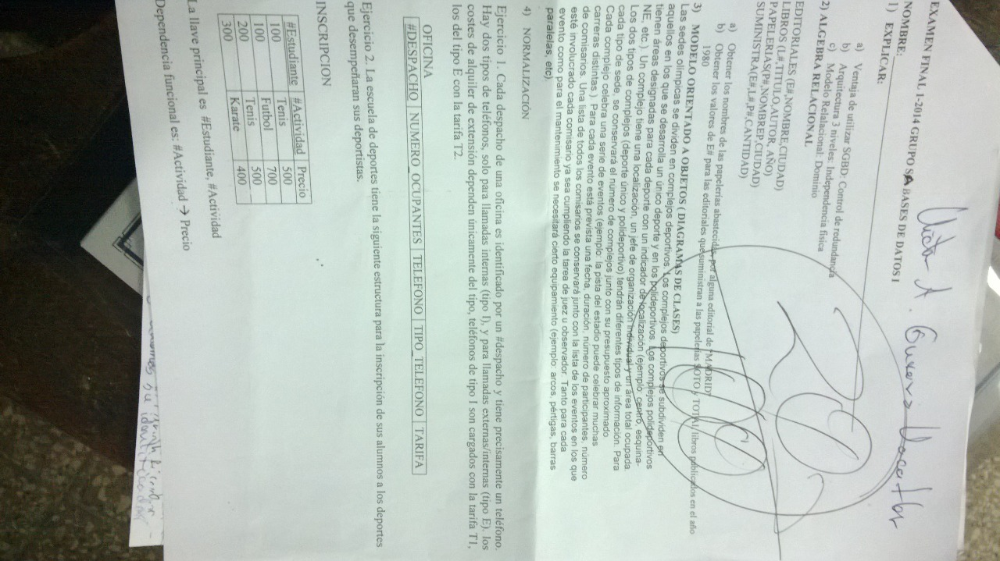 EXAMEN FINAL 1-2014 GRUPO SA BASES DE DATOS I
NOMBRE: Victor A.
1) EXPLICAR:
a) Ventaja de utilizar SGBD: Control de redundancia
b) Arquitectura 3 niveles: Independencia fisica
c) Modelo Relalacional: Dominio
2) ALGEBRA RELACIONAL
EDITORIALES (E#,NOMBRE,CIUDAD)
LIBROS (L#,TITULO,AUTOR, AÑO)
PAPELERIAS(P#,NOMBREP,CIUDAD)
SUMINISTRA(E#,L#,P#,CANTIDAD)
a) Obtener los nombres de las papelerias abastecidas por alguna editorial de 'MADRID'
b) Obtener los valores de E# para las editoriales que suministran a las papelerias SOTO y TOTAL libros publicados en el año
1980
3) MODELO ORIENTADO A OBJETOS ( DIAGRAMAS DE CLASES)
Las sedes olímpicas se dividen en complejos deportivos. Los complejos deportivos se subdividen en
aquellos en los que se desarrolla un único deporte y en los polideportivos. Los complejos polideportivos
tienen áreas designadas para cada deporte con un indicador de localización (ejemplo: centro, esquina-
NE, etc.). Un complejo tiene una localización, un jefe de organización individual y un área total ocupada.
Los dos tipos de complejos (deporte único y polideportivo) tendrán diferentes tipos de información. Para
cada tipo de sede, se conservará el número de complejos junto con su presupuesto aproximado
Cada complejo celebra uxna serie de eventos (ejemplo: la pista del estadio puede celebrar muchas
carreras distintas.). Para cada evento está prevista una fecha, duración, número de participantes, número
de comisarios. Una lista de todos los comisarios se conservará junto con la lista de los eventos en los que
esté involucrado cada comisario ya sea cumpliendo la tarea de juez u observador. Tanto para cada
evento como para el mantenimiento se necesitará cierto equipamiento (ejemplo: arcos, pértigas, barras
paralelas, etc).
4) NORMALIZACIÓN
Ejercicio 1. Cada despacho de una oficina es identificado por un #despacho y tiene precisamente un teléfono.
Hay dos tipos de teléfonos, solo para llamadas internas (tipo I), y para llamadas externas/internas (tipo E). los
costes de alquiler de extensión dependen únicamente del tipo, teléfonos de tipo I son cargados con la tarifa T1,
los del tipo E con la tarifa T2.
OFICINA
#DESPACHO NUMERO_OCUPANTES TELEFONO TIPO_TELEFONO TARIFA
Ejercicio 2. La escuela de deportes tiene la siguiente estructura para la inscripción de sus alumnos a los deportes
que desempeñaran sus deportistas.
INSCRIPCION
#Estudiante #Actividad Precio
100 Tenis 500
100 Futbol 700
200 Tenis 500
300 Karate 400
La llave principal es #Estudiante, #Actividad
Dependencia funcional es: #Actividad → Precio